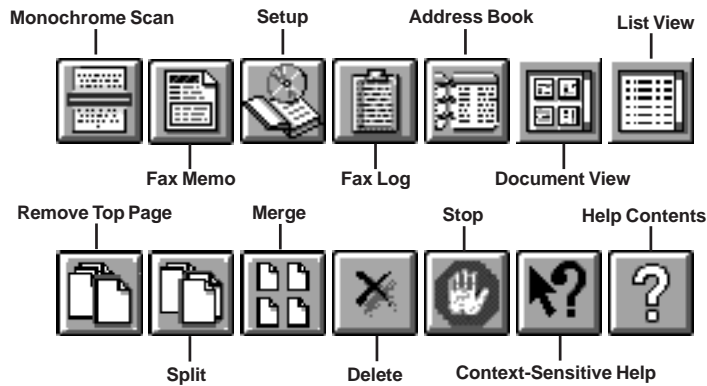 Monochrome Scan
Setup
Address Book
List View
Fax Memo
Fax Log
Document View
Remove Top Page
Merge
Stop
Help Contents
Split
Delete
Context-Sensitive Help